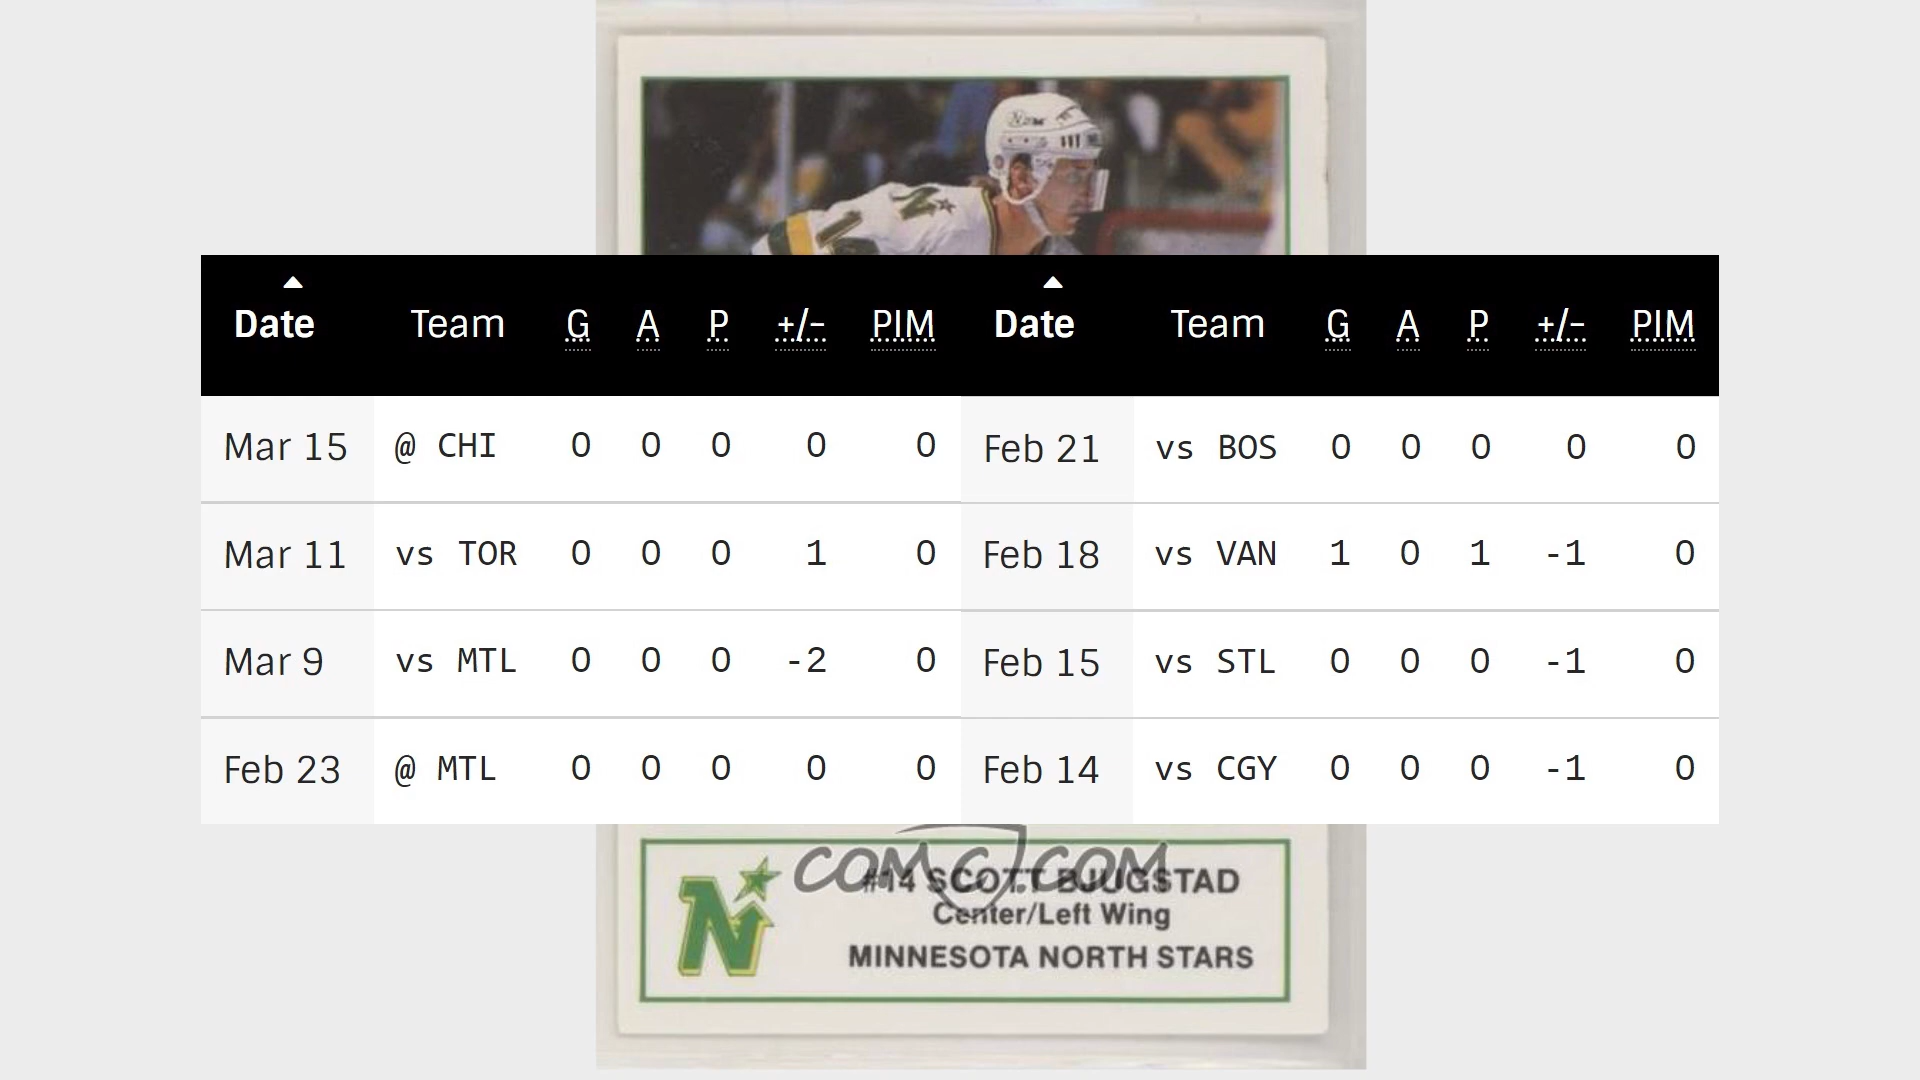 Date Team G A P +/- PIM Date Team G A P +/- PIM
Mar 15 @ CHI 0 0 0 0 0 Feb 21 vs BOS 0 0 0 0 0
Mar 11 vs TOR 0 0 0 1 0 Feb 18 vs VAN 1 0 1 -1 0
Mar 9 vs MTL 0 0 0 -2 0 Feb 15 vs STL 0 0 0 -1 0
Feb 23 @ MTL 0 0 0 0 0 Feb 14 vs CGY 0 0 0 -1 0
COMC.COM
#14 SCOTT BJUGSTAD
Center/Left Wing
MINNESOTA NORTH STARS